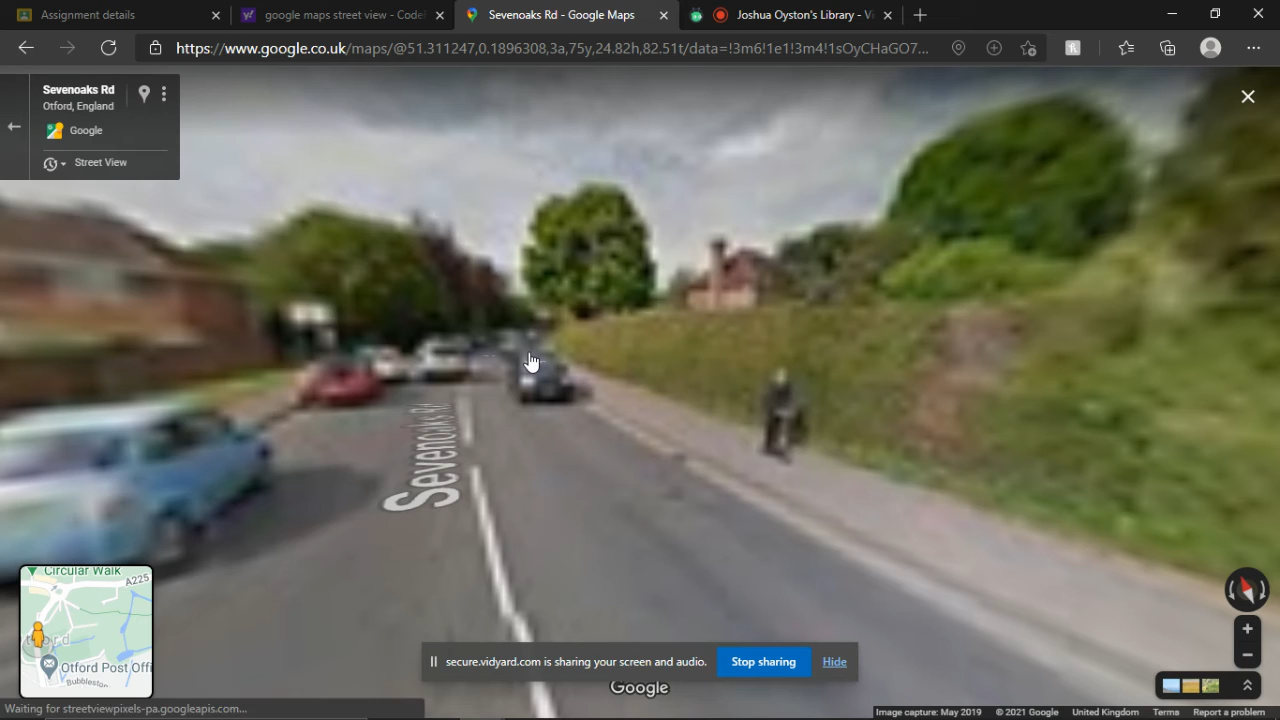 Assignment details
google maps street view - Code
Sevenoaks Rd - Google Maps
Joshua Oyston's Library - Vi
https://www.google.co.uk/maps/@51.311247,0.1896308,3a,75y,24.82h,82.51t/data=!3m6!1e1!3m4!1sOyCHaGO7...
Sevenoaks Rd
Otford, England
Google
Street View
Sevenoaks Rd
Circular Walk
A225
Otford Post Offi
Bubbleston
secure.vidyard.com is sharing your screen and audio.
Stop sharing
Hide
Google
Waiting for streetviewpixels-pa.googleapis.com...
Image capture: May 2019 © 2021 Google United Kingdom Terms Report a problem